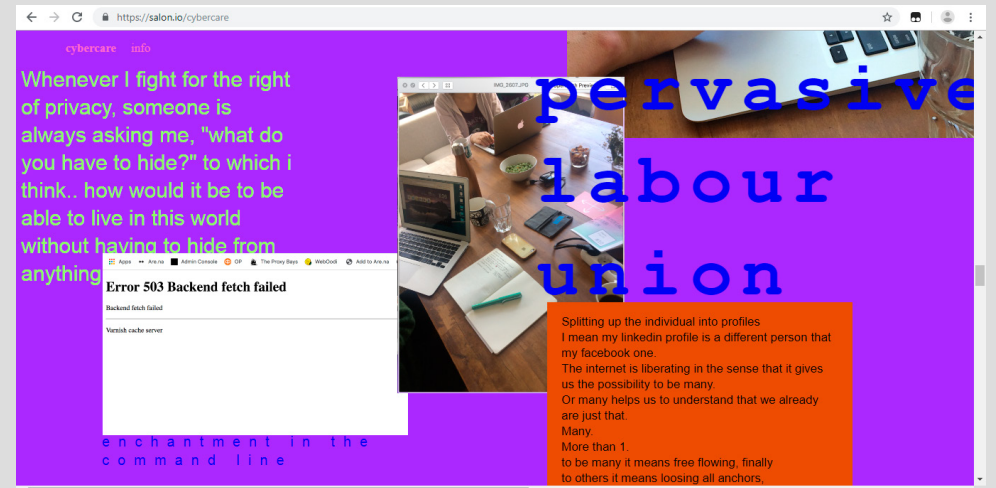 https://salon.io/cybercare
cybercare info
Whenever I fight for the right
of privacy, someone is
always asking me, "what do
you have to hide?" to which i
think.. how would it be to be
able to live in this world
without having to hide from
anything
Apps Are.na Admin Console GF The Proxy Bays WebOodi Add to Are.na
Error 503 Backend fetch failed
Backend fetch failed
Varnish cache server
enchantment in the
command line
IMG_2607.JPG
pervasive
labour
union
Splitting up the individual into profiles
I mean my linkedin profile is a different person that
my facebook one.
The internet is liberating in the sense that it gives
us the possibility to be many.
Or many helps us to understand that we already
are just that.
Many.
More than 1.
to be many it means free flowing, finally
to others it means loosing all anchors,